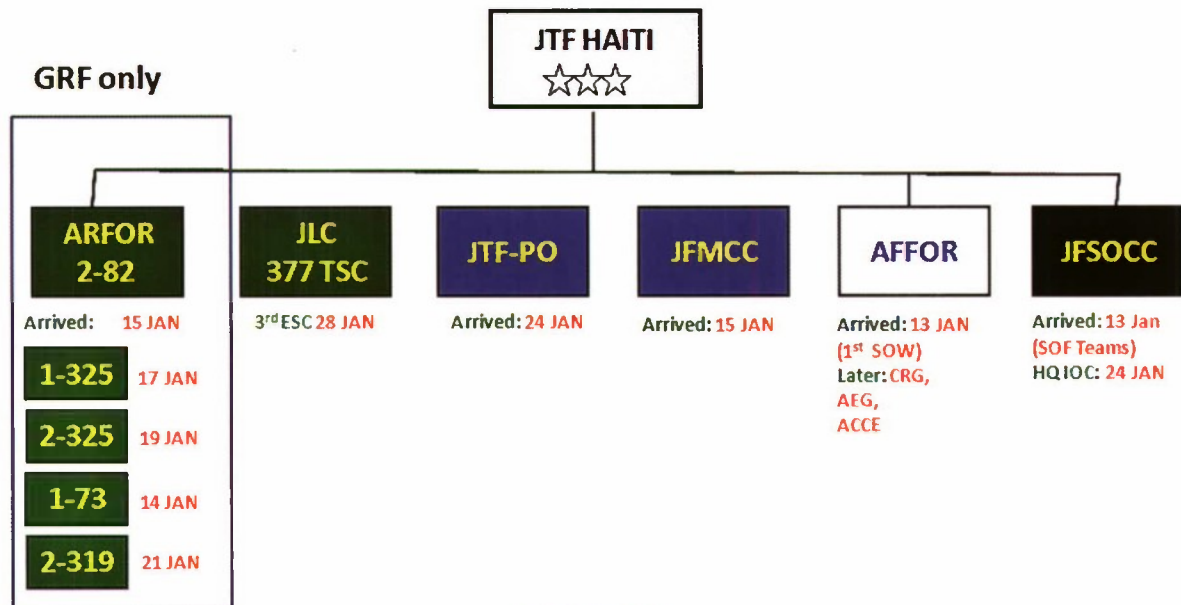 JTF HAITI
GRF only
ARFOR
2-82
Arrived: 15 JAN
1-325 17 JAN
2-325 19 JAN
1-73 14 JAN
2-319 21 JAN
JLC
377 TSC
3rd ESC 28 JAN
JTF-PO
Arrived: 24 JAN
JFMCC
Arrived: 15 JAN
AFFOR
Arrived: 13 JAN
(1st SOW)
Later: CRG,
AEG,
ACCE
JFSOCC
Arrived: 13 Jan
(SOF Teams)
HQ IOC: 24 JAN